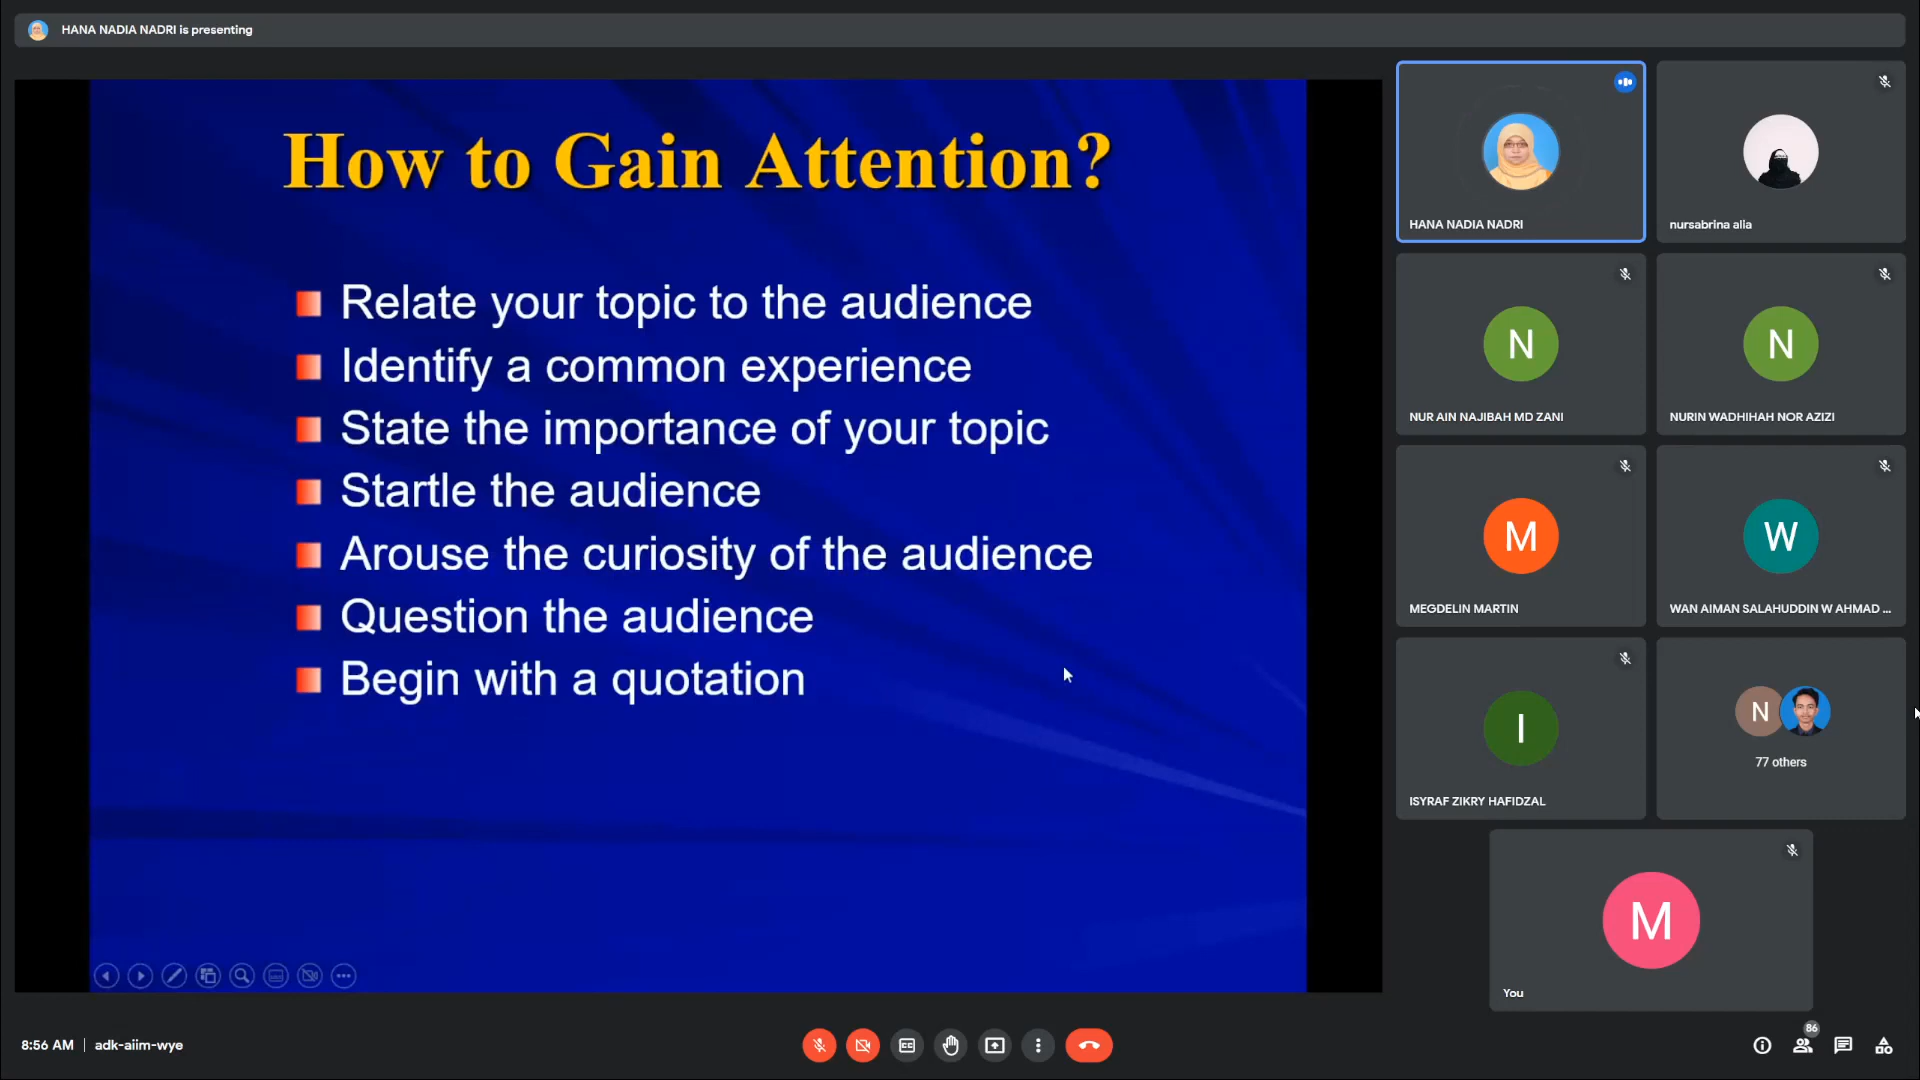 HANA NADIA NADRI is presenting
How to Gain Attention?
Relate your topic to the audience
Identify a common experience
State the importance of your topic
Startle the audience
Arouse the curiosity of the audience
Question the audience
Begin with a quotation
HANA NADIA NADRI
nursabrina alia
N
N
NUR AIN NAJIBAH MD ZANI
NURIN WADHIHAH NOR AZIZI
M
W
MEGDELIN MARTIN
WAN AIMAN SALAHUDDIN W AHMAD ...
I
N
77 others
ISYRAF ZIKRY HAFIDZAL
M
You
8:56 AM | adk-aiim-wye
86